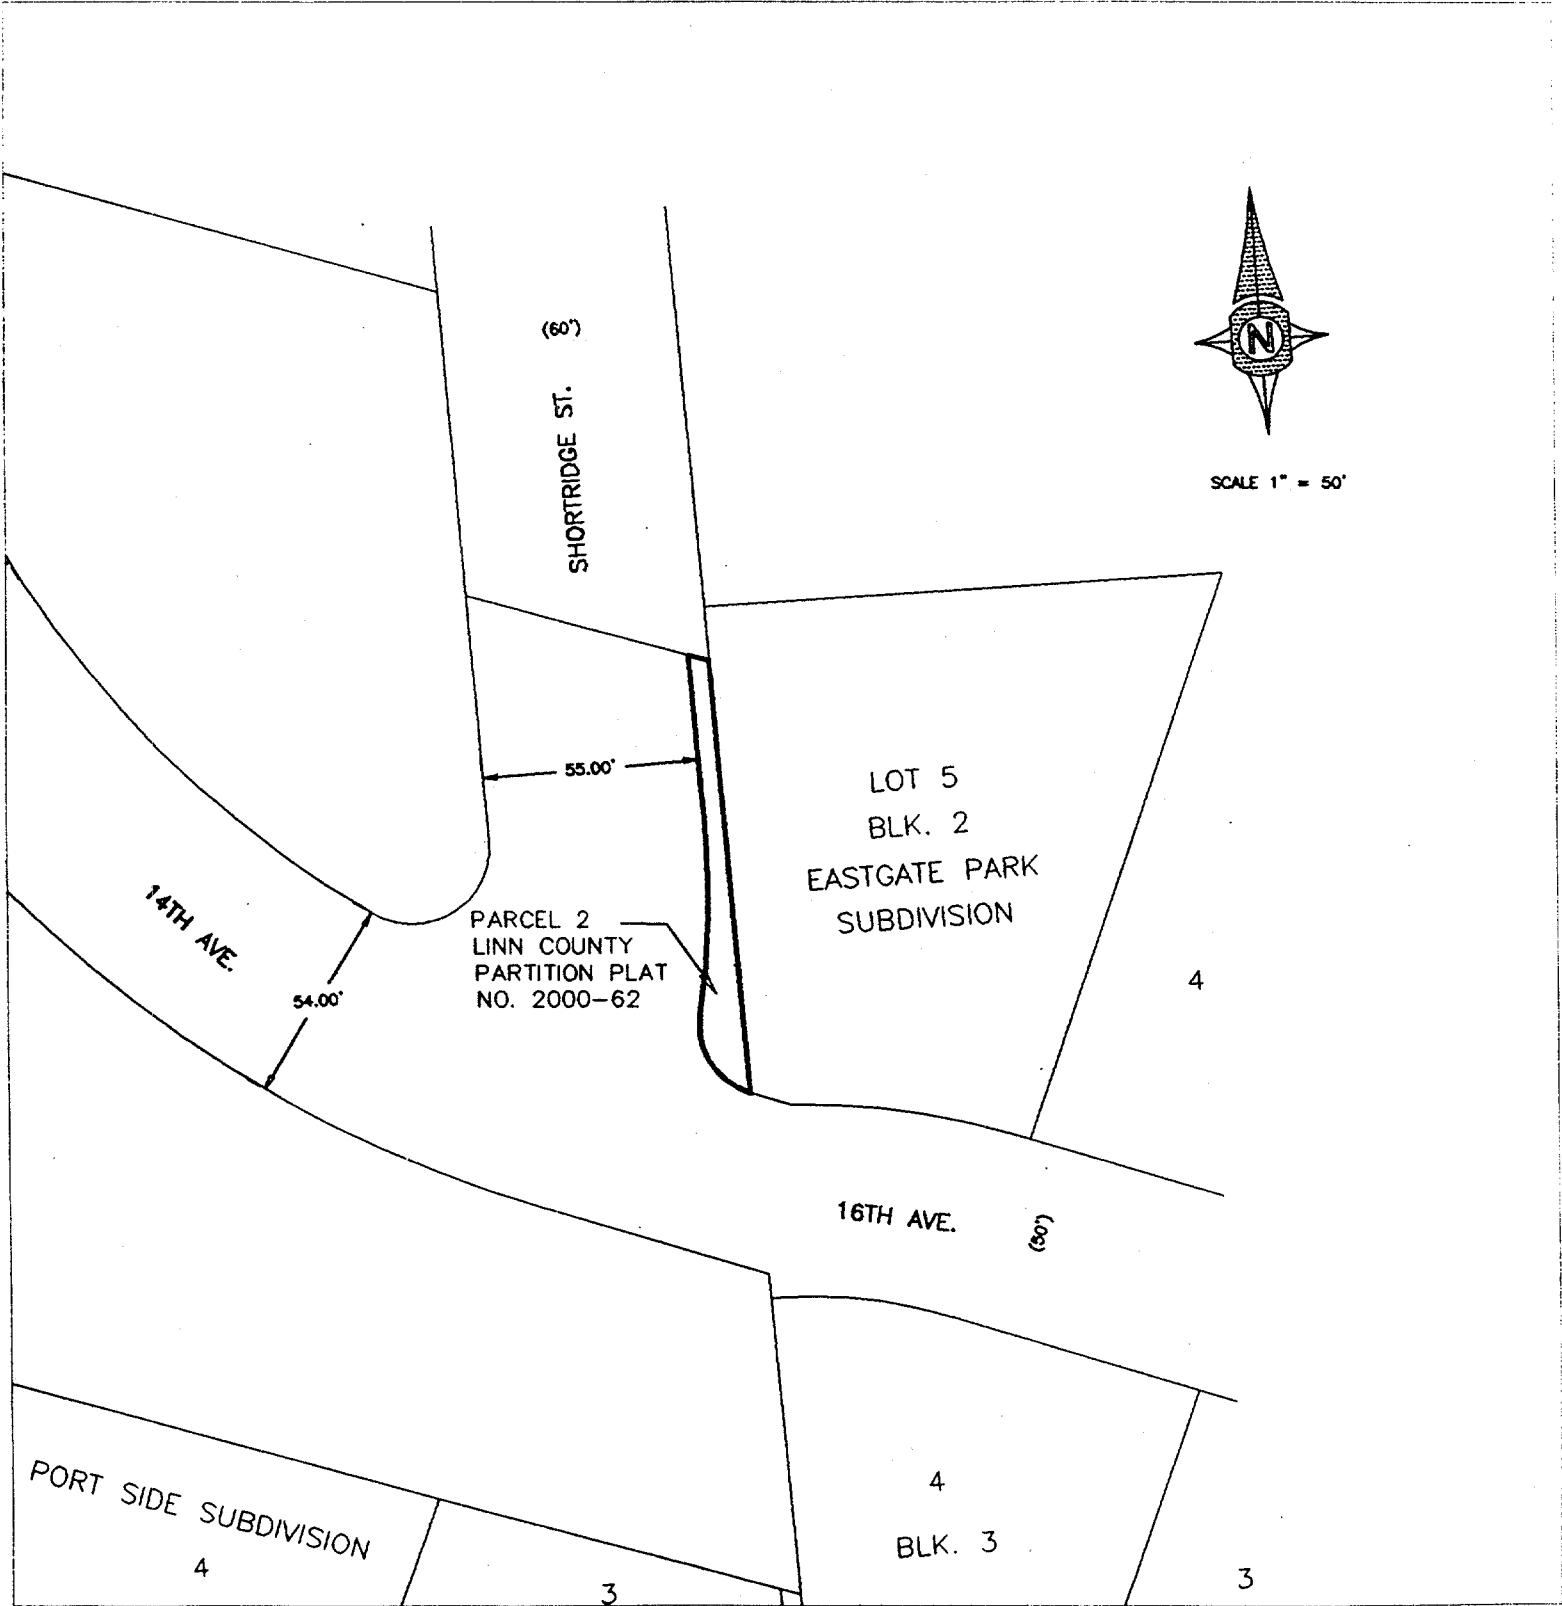 (60')
SHORTRIDGE ST.
N
SCALE 1" = 50'
55.00'
LOT 5
BLK. 2
EASTGATE PARK
SUBDIVISION
14TH AVE.
PARCEL 2
LINN COUNTY
PARTITION PLAT
NO. 2000-62
54.00'
4
16TH AVE.
(50')
PORT SIDE SUBDIVISION
4
3
4
BLK. 3
3